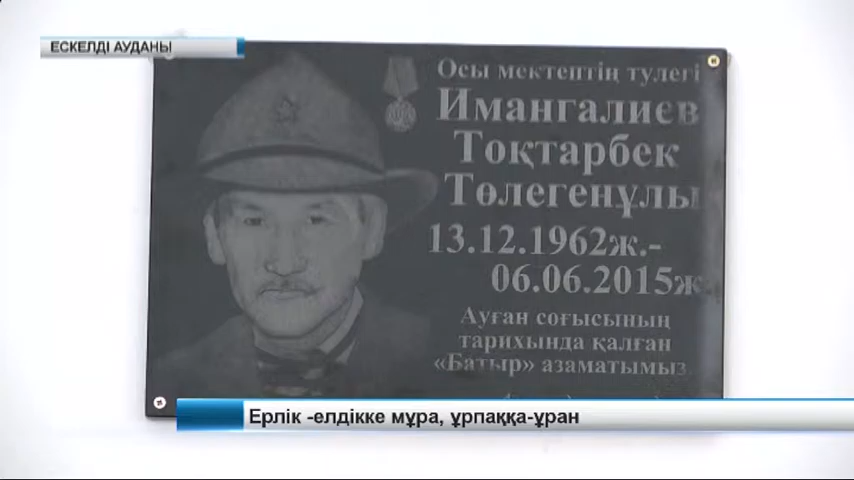 ЕСКЕЛДІ АУДАНЫ
Осы мектептің түлегі
Имангалиев
Тоқтарбек
Төлегенұлы
13.12.1962ж.-
06.06.2015ж
Ауған соғысының
тарихында қалған
«Батыр» азаматымыз
Ерлік -елдікке мұра, ұрпаққа-ұран